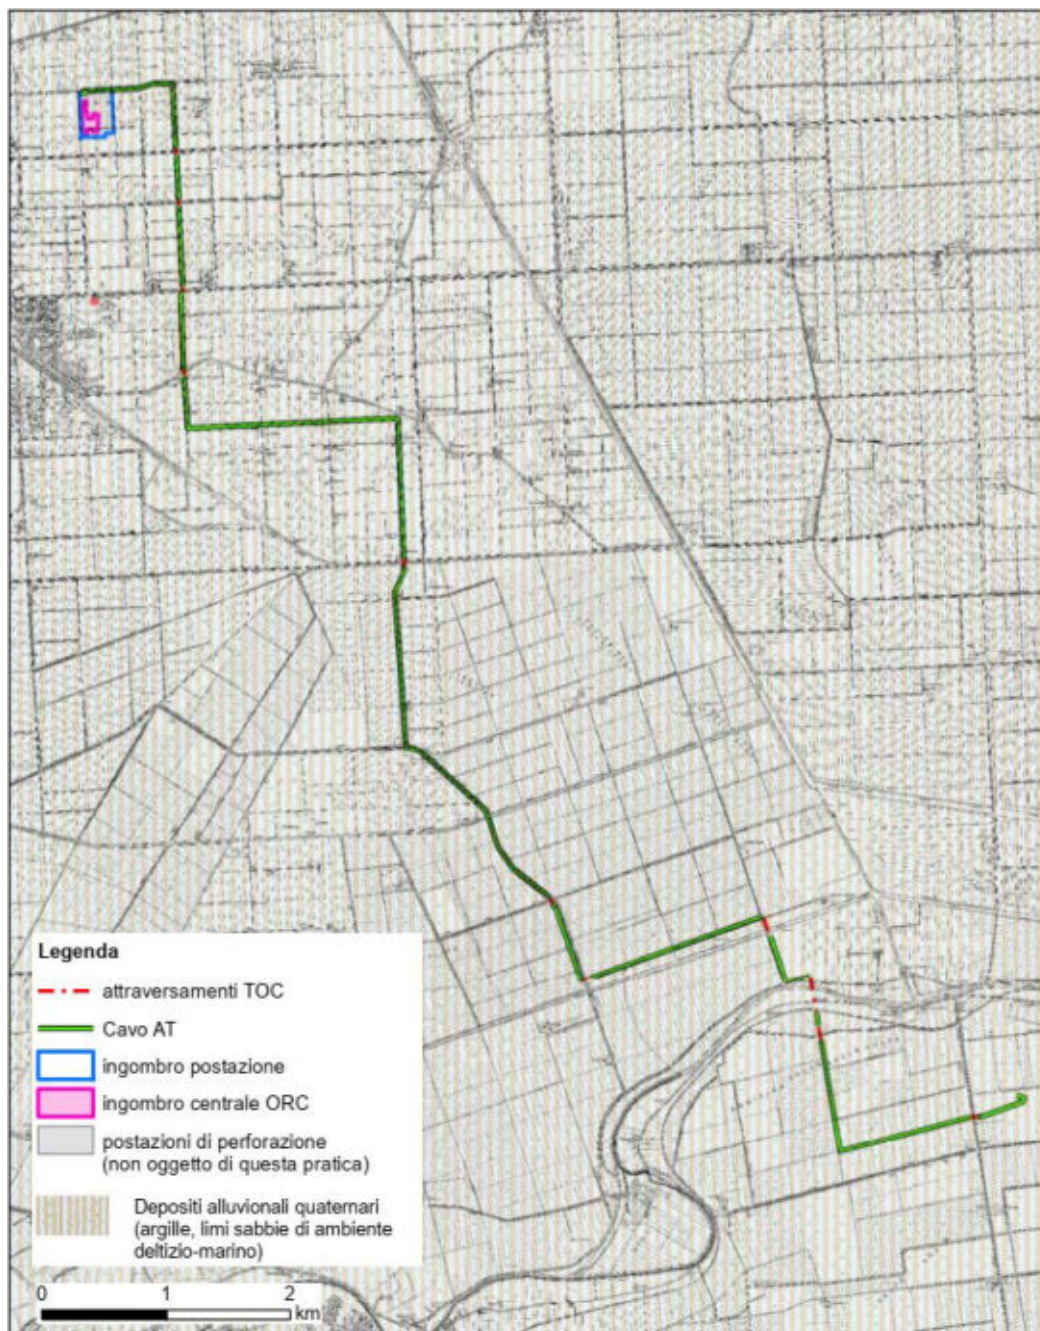 Legenda
attraversamenti TOC
Cavo AT
ingombro postazione
ingombro centrale ORC
postazioni di perforazione
(non oggetto di questa pratica)
Depositi alluvionali quaternari
(argille, limi sabbie di ambiente
deltizio-marino)
0 1 2
km